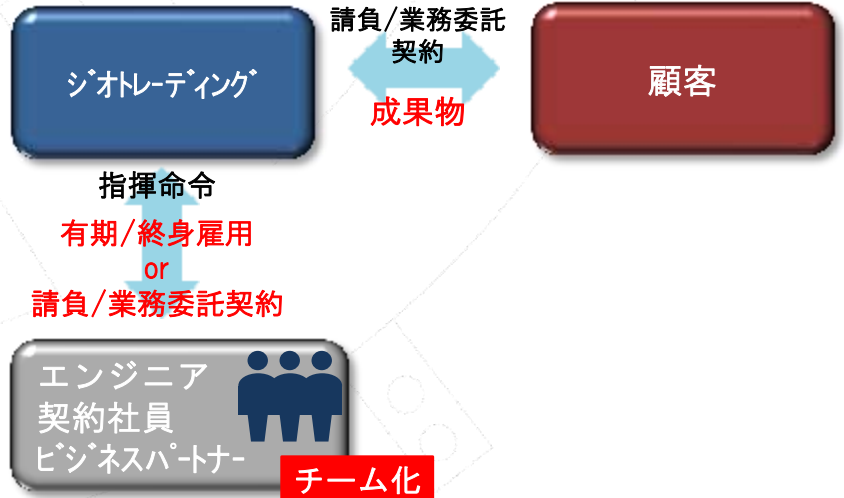 請負/業務委託
契約
ｼﾞｵﾄﾚｰﾃﾞｨﾝｸﾞ
顧客
成果物
指揮命令
有期/終身雇用
or
請負/業務委託契約
エンジニア
契約社員
ﾋﾞｼﾞﾈｽﾊﾟｰﾄﾅｰ
チーム化